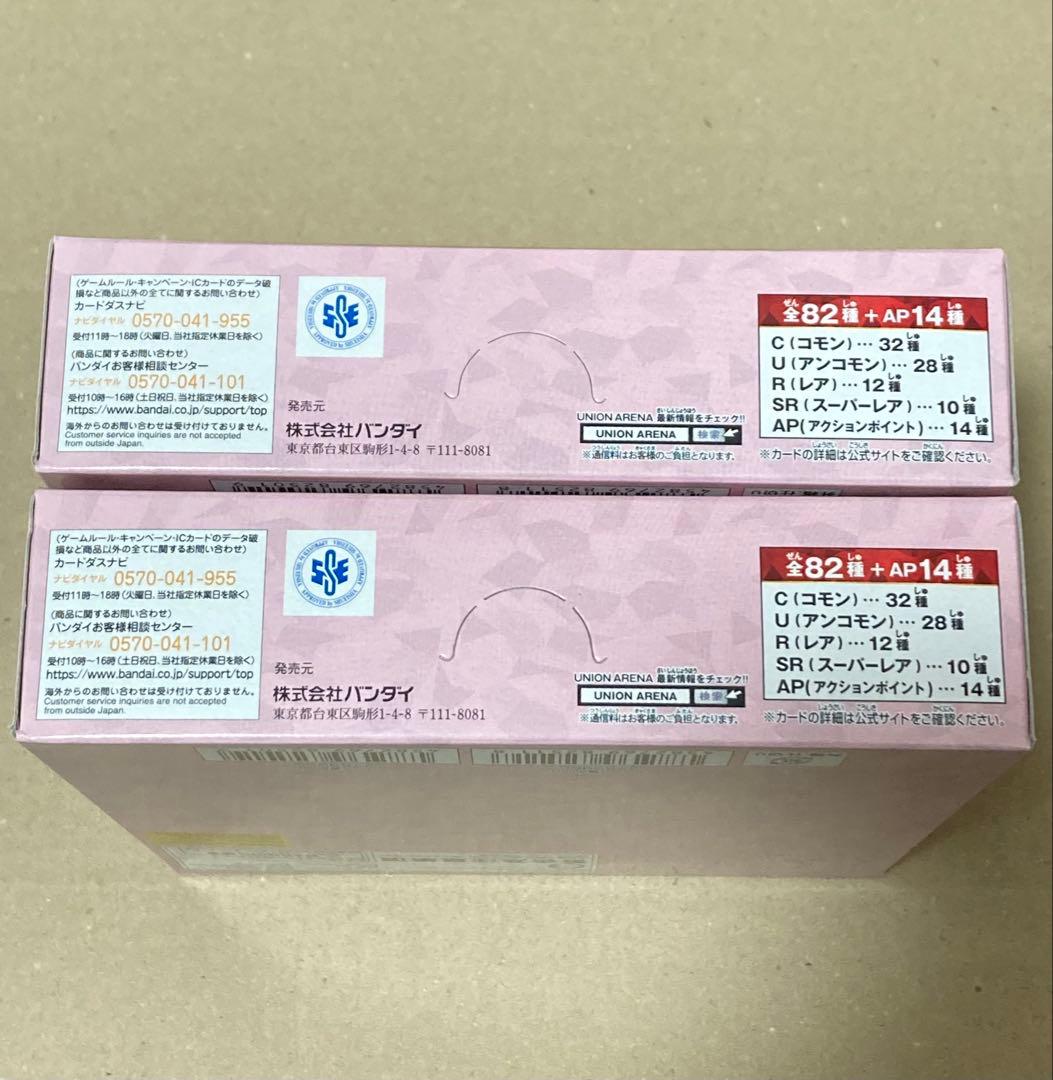 (ゲームルール・キャンペーン・ICカードのデータ破
損など商品以外の全てに関するお問い合わせ)
カードダスナビ
ナビダイヤル 0570-041-955
受付11時～18時(火曜日、当社指定休業日を除く)
(商品に関するお問い合わせ)
バンダイお客様相談センター
ナビダイヤル 0570-041-101
受付10時～16時(土日祝日、当社指定休業日を除く)
https://www.bandai.co.jp/support/top
海外からのお問い合わせは受け付けておりません。
Customer service inquiries are not accepted
from outside Japan.
SSE
発売元
株式会社バンダイ
東京都台東区駒形1-4-8 〒111-8081
UNION ARENA 最新情報をチェック!!
UNION ARENA 検索
※通信料はお客様のご負担となります。
全82種+AP14種
C(コモン)…32種
U(アンコモン)…28種
R(レア)…12種
SR(スーパーレア)…10種
AP(アクションポイント)…14種
※カードの詳細は公式サイトをご確認ください。
(ゲームルール・キャンペーン・ICカードのデータ破
損など商品以外の全てに関するお問い合わせ)
カードダスナビ
ナビダイヤル 0570-041-955
受付11時～18時(火曜日、当社指定休業日を除く)
(商品に関するお問い合わせ)
バンダイお客様相談センター
ナビダイヤル 0570-041-101
受付10時～16時(土日祝日、当社指定休業日を除く)
https://www.bandai.co.jp/support/top
海外からのお問い合わせは受け付けておりません。
Customer service inquiries are not accepted
from outside Japan.
SSE
発売元
株式会社バンダイ
東京都台東区駒形1-4-8 〒111-8081
UNION ARENA 最新情報をチェック!!
UNION ARENA 検索
※通信料はお客様のご負担となります。
全82種+AP14種
C(コモン)…32種
U(アンコモン)…28種
R(レア)…12種
SR(スーパーレア)…10種
AP(アクションポイント)…14種
※カードの詳細は公式サイトをご確認ください。